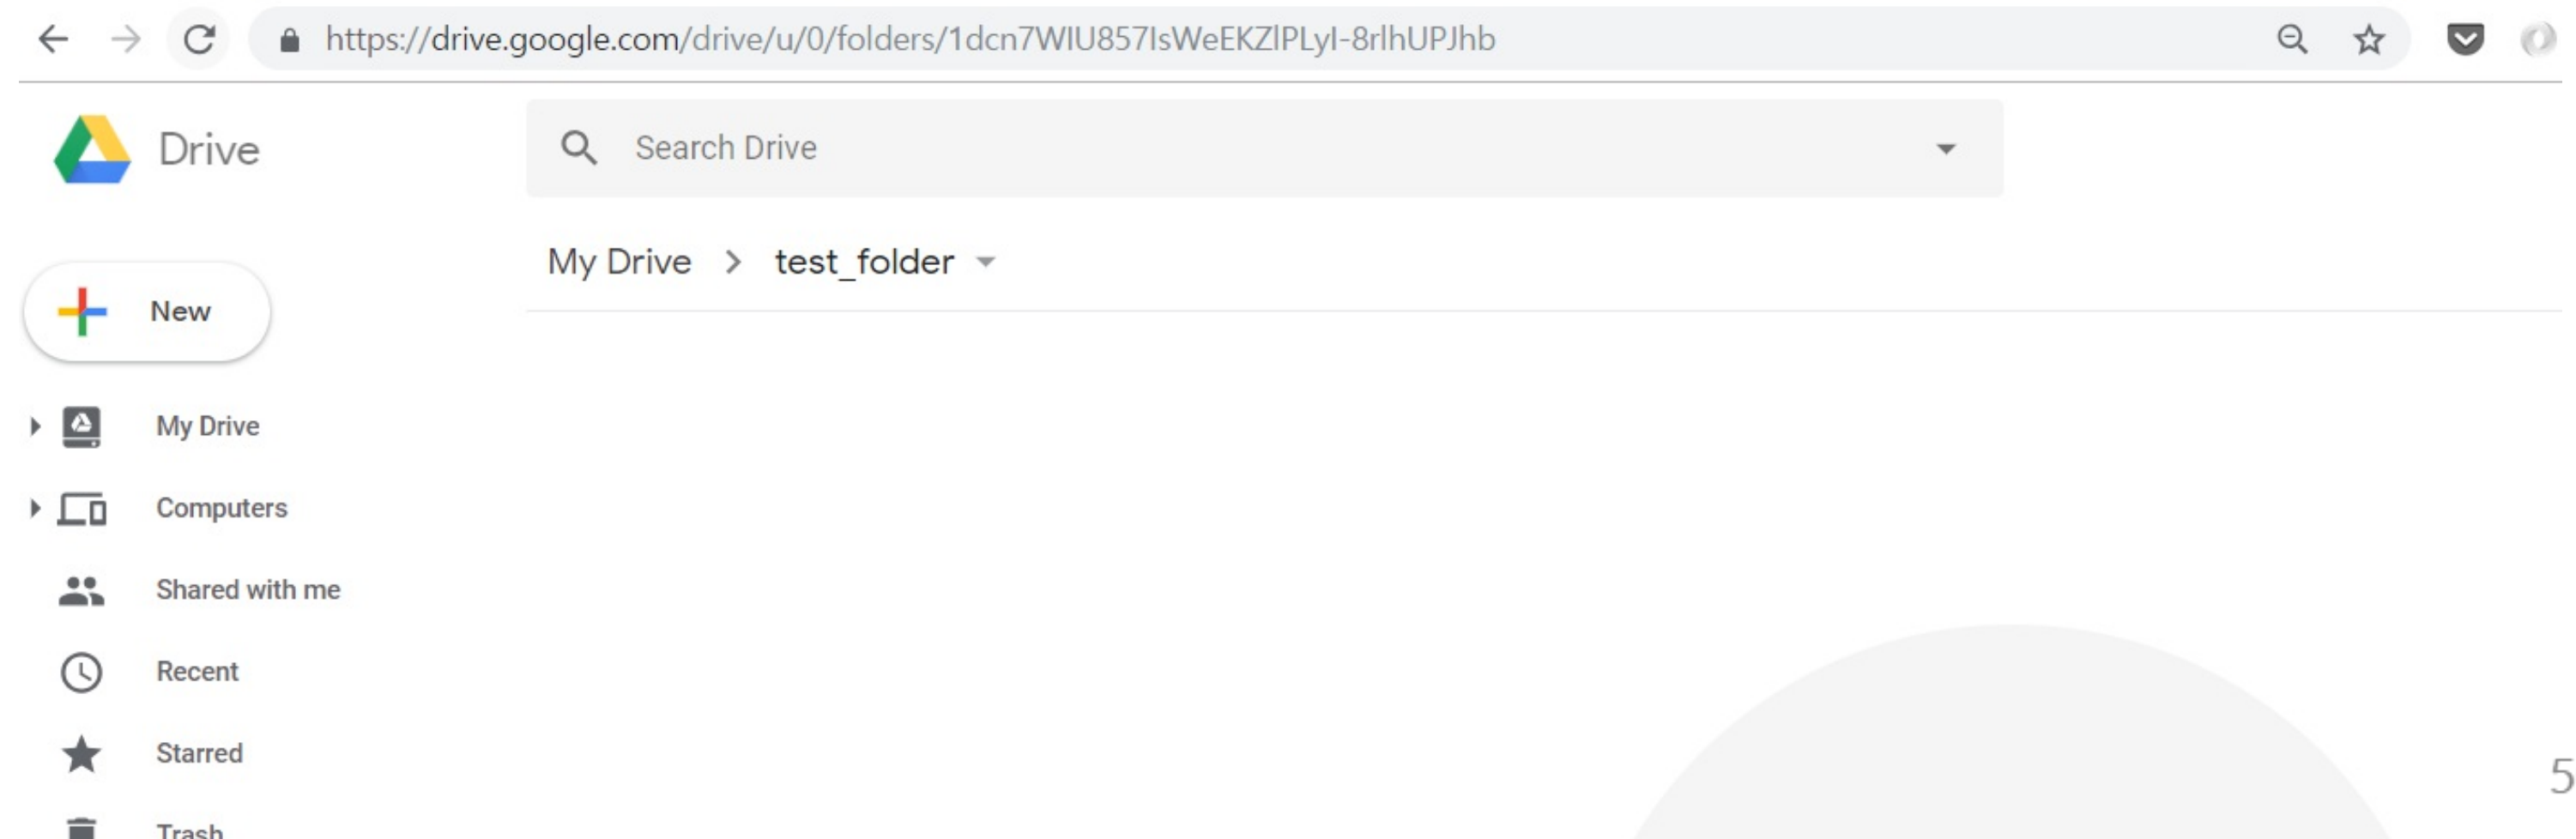 https://drive.google.com/drive/u/0/folders/1dcn7WIU857IsWeEKZlPLyI-8rlhUPJhb
Drive
Search Drive
My Drive > test_folder
New
My Drive
Computers
Shared with me
Recent
Starred
Trash
5